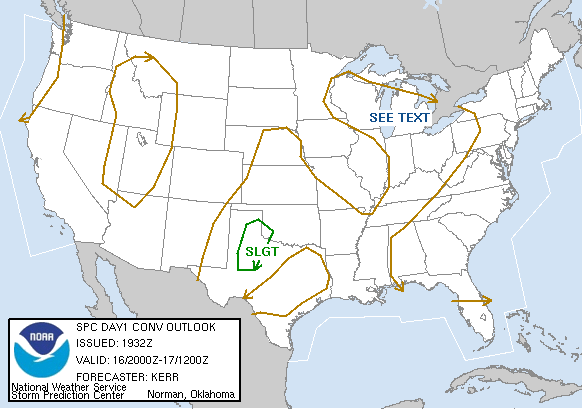 SEE TEXT
SLGT
SPC DAY1 CONV OUTLOOK
ISSUED: 1932Z
VALID: 16/2000Z-17/1200Z
FORECASTER: KERR
NOAA
National Weather Service
Storm Prediction Center Norman, Oklahoma